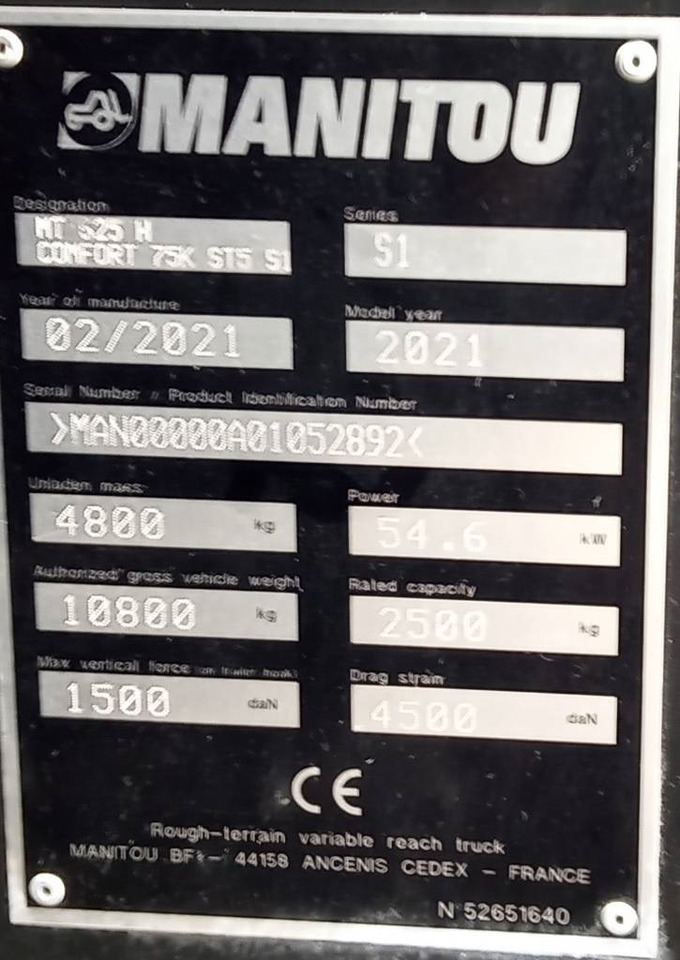 MANITOU
Designation
MT 625 H
COMFORT 75K ST5 S1
Series
S1
Year of manufacture
02/2021
Model year
2021
Serial Number / Product Identification Number
>MAN00000A01052892<
Unladen mass
4800 kg
Power
54.6 kW
Authorized gross vehicle weight
10800 kg
Rated capacity
2500 kg
Max vertical force (on trailer hook)
1500 daN
Drag strain
4500 daN
CE
Rough-terrain variable reach truck
MANITOU BF - 44158 ANCENIS CEDEX - FRANCE
N 52651640